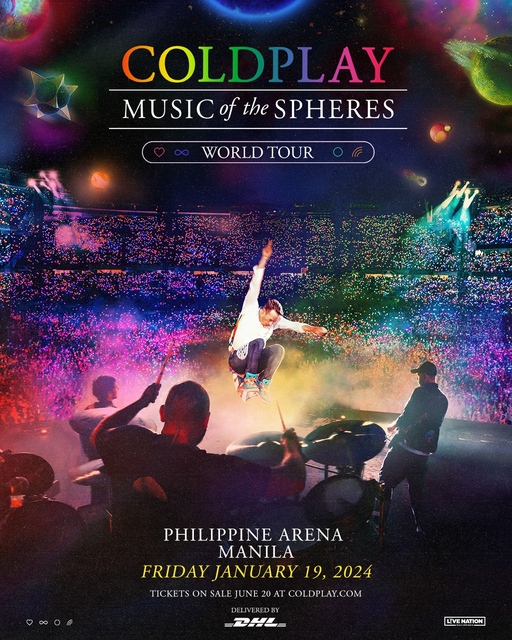 COLDPLAY
MUSIC of the SPHERES
WORLD TOUR
PHILIPPINE ARENA
MANILA
FRIDAY JANUARY 19, 2024
TICKETS ON SALE JUNE 20 AT COLDPLAY.COM
DELIVERED BY
DHL
LIVE NATION